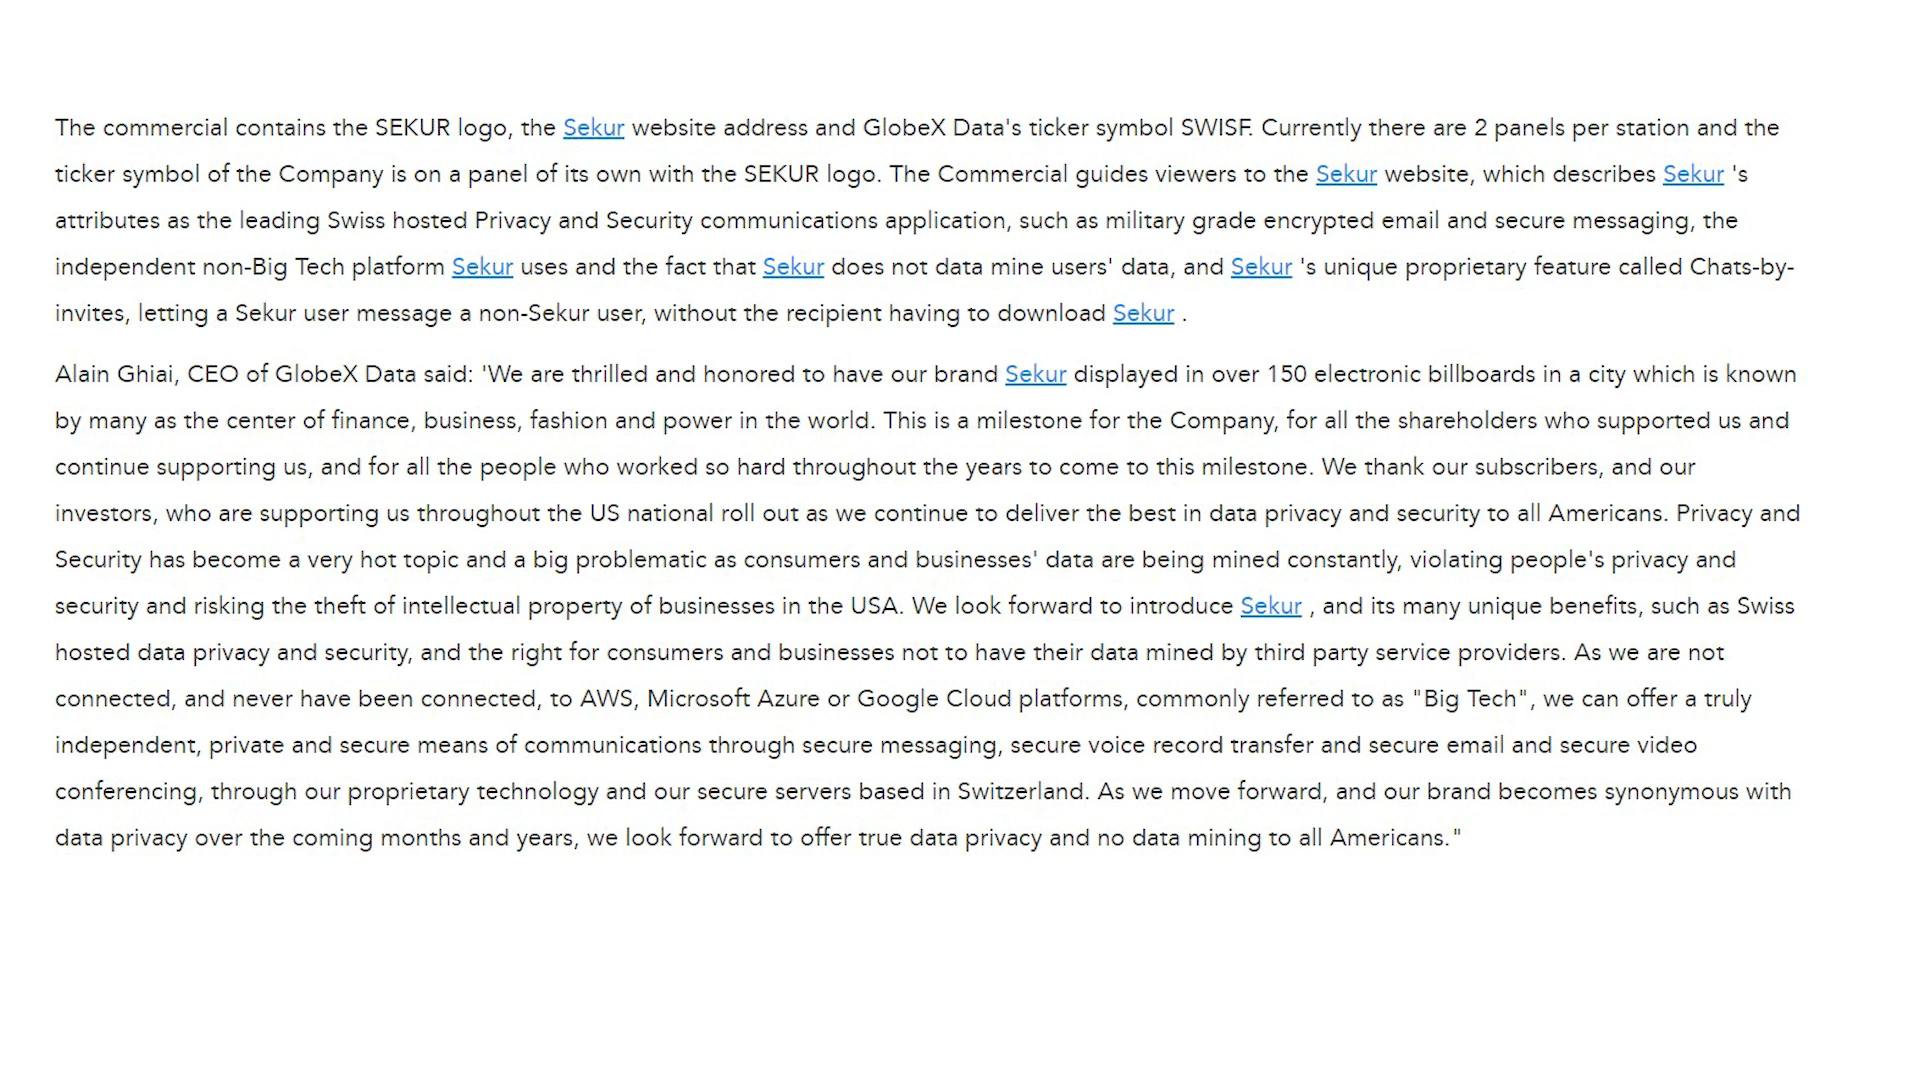 The commercial contains the SEKUR logo, the Sekur website address and GlobeX Data's ticker symbol SWISF. Currently there are 2 panels per station and the
ticker symbol of the Company is on a panel of its own with the SEKUR logo. The Commercial guides viewers to the Sekur website, which describes Sekur 's
attributes as the leading Swiss hosted Privacy and Security communications application, such as military grade encrypted email and secure messaging, the
independent non-Big Tech platform Sekur uses and the fact that Sekur does not data mine users' data, and Sekur 's unique proprietary feature called Chats-by-
invites, letting a Sekur user message a non-Sekur user, without the recipient having to download Sekur .
Alain Ghiai, CEO of GlobeX Data said: 'We are thrilled and honored to have our brand Sekur displayed in over 150 electronic billboards in a city which is known
by many as the center of finance, business, fashion and power in the world. This is a milestone for the Company, for all the shareholders who supported us and
continue supporting us, and for all the people who worked so hard throughout the years to come to this milestone. We thank our subscribers, and our
investors, who are supporting us throughout the US national roll out as we continue to deliver the best in data privacy and security to all Americans. Privacy and
Security has become a very hot topic and a big problematic as consumers and businesses' data are being mined constantly, violating people's privacy and
security and risking the theft of intellectual property of businesses in the USA. We look forward to introduce Sekur , and its many unique benefits, such as Swiss
hosted data privacy and security, and the right for consumers and businesses not to have their data mined by third party service providers. As we are not
connected, and never have been connected, to AWS, Microsoft Azure or Google Cloud platforms, commonly referred to as "Big Tech", we can offer a truly
independent, private and secure means of communications through secure messaging, secure voice record transfer and secure email and secure video
conferencing, through our proprietary technology and our secure servers based in Switzerland. As we move forward, and our brand becomes synonymous with
data privacy over the coming months and years, we look forward to offer true data privacy and no data mining to all Americans."